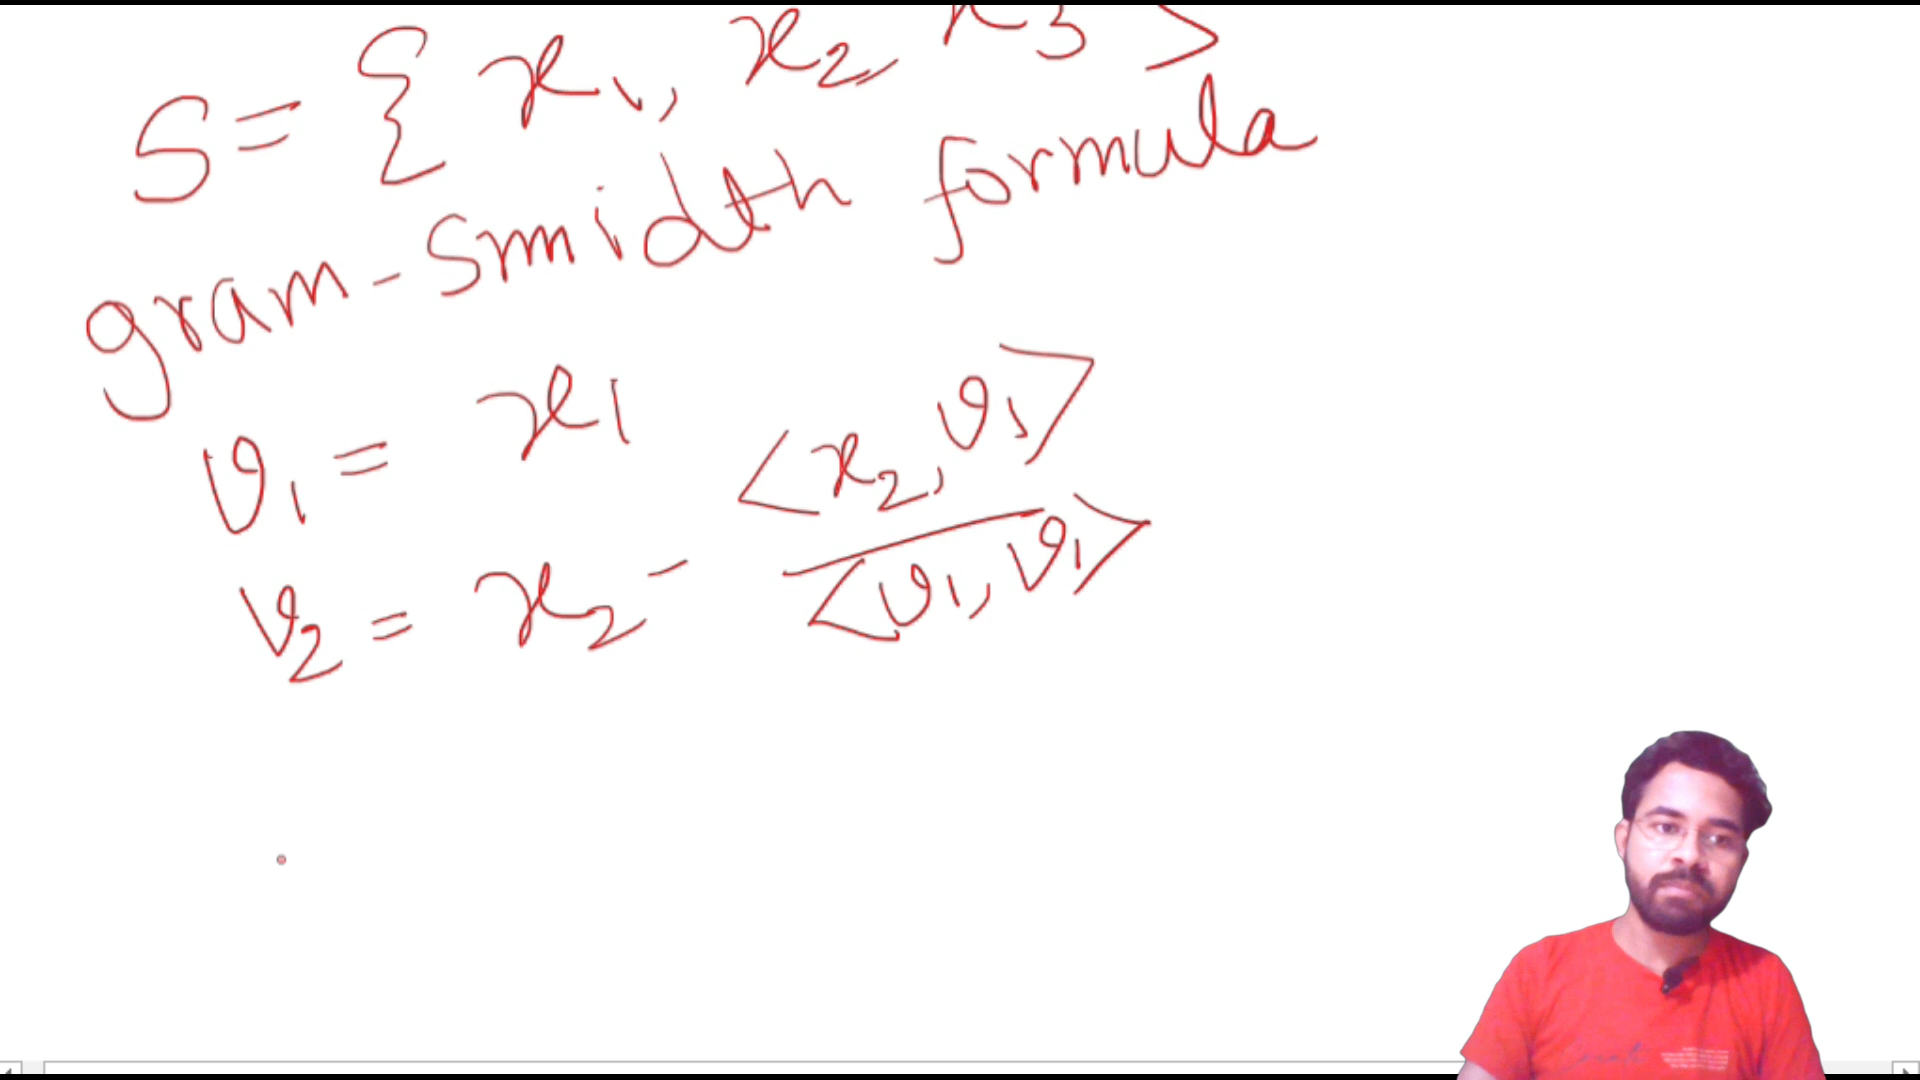 S = { x₁, x₂ x₃ >
gram-smidth formula
v₁ = x₁
v₂ = x₂ - <x₂, v₁> / <v₁, v₁>